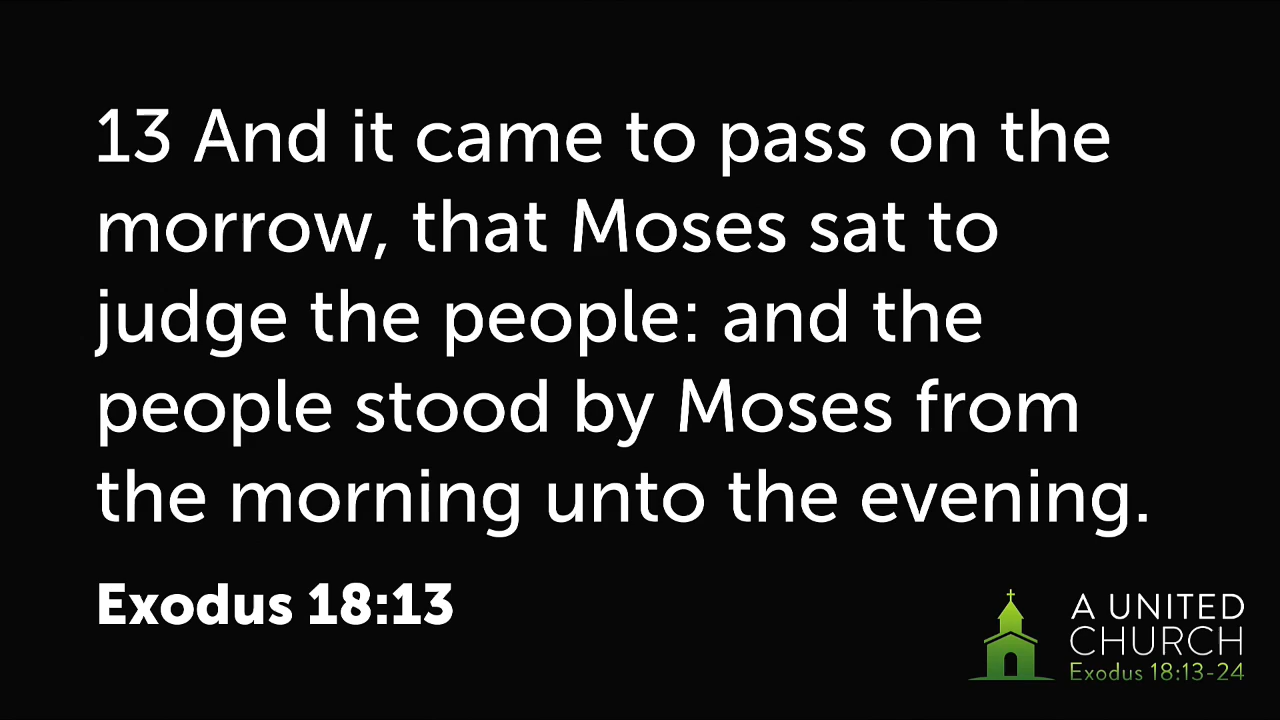 13 And it came to pass on the
morrow, that Moses sat to
judge the people: and the
people stood by Moses from
the morning unto the evening.
Exodus 18:13
A UNITED
CHURCH
Exodus 18:13-24